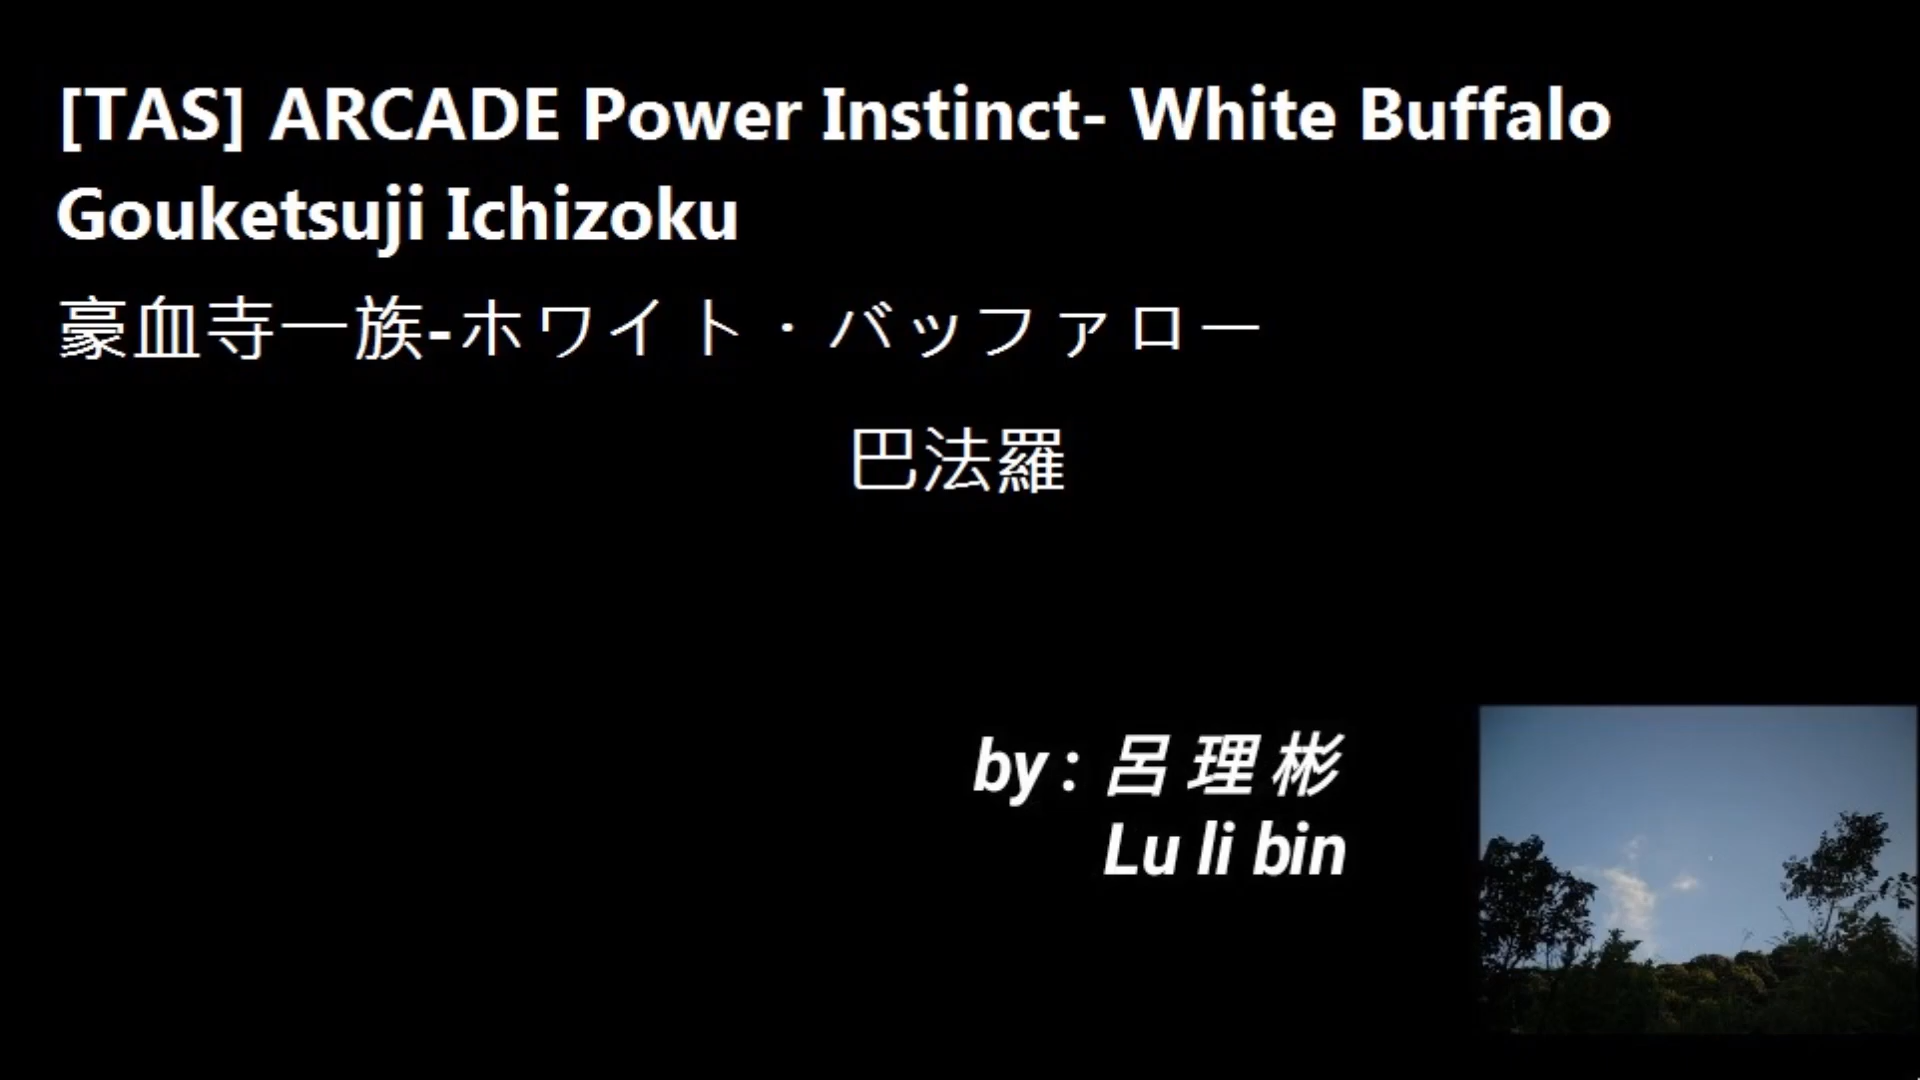 [TAS] ARCADE Power Instinct- White Buffalo
Gouketsuji Ichizoku
豪血寺一族-ホワイト・バッファロー
巴法羅
by : 呂 理 彬
Lu li bin